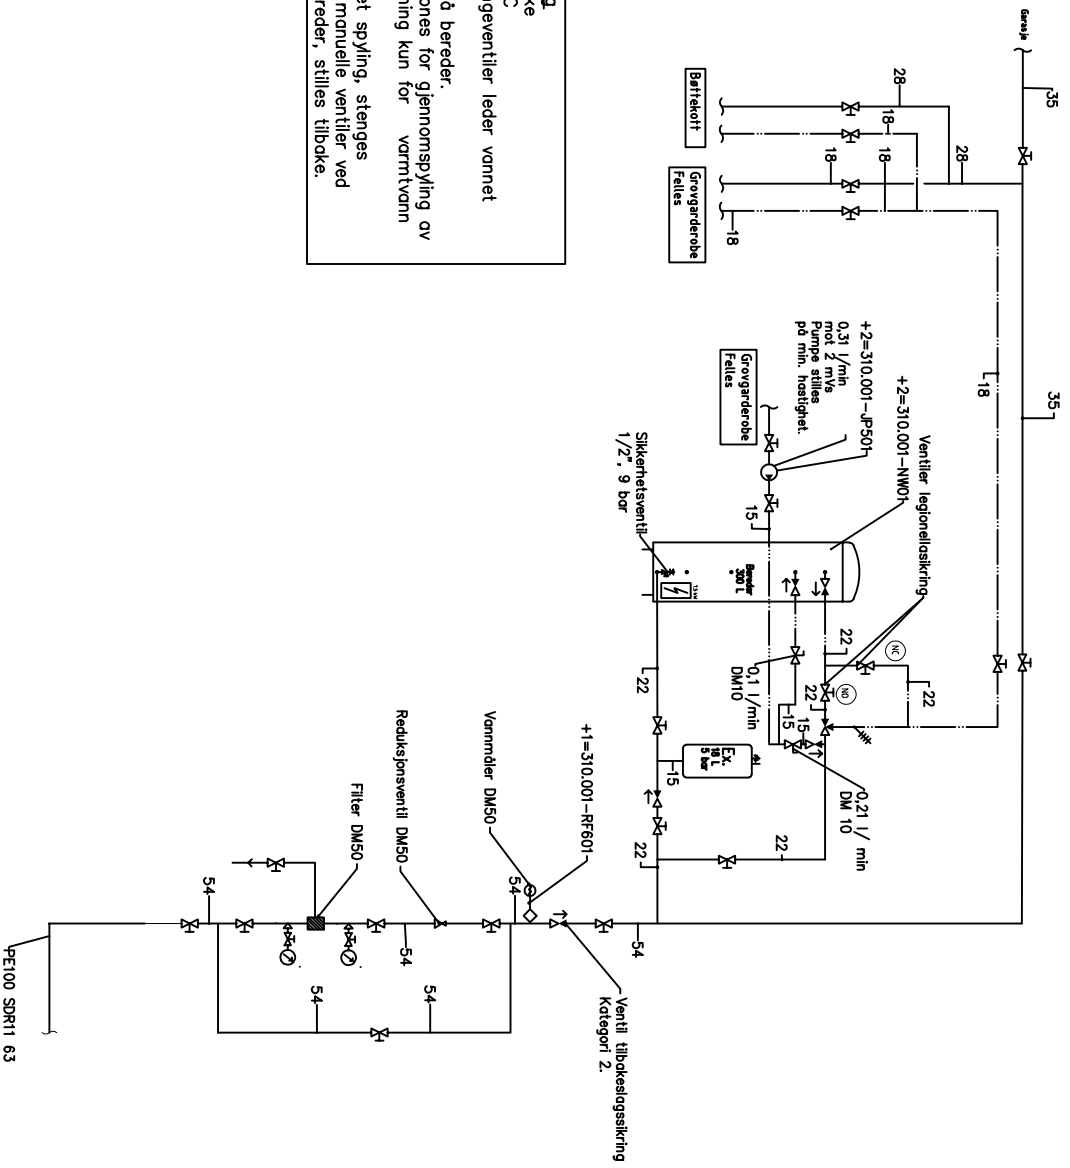 Garasje
35
35
28
18
28
18
18
18
18
Bøttekott
Grovgarderobe
Felles
+2=310.001-JP501
0,31 l/min
mot 2 mVs
Pumpe stilles
på min. hastighet.
Grovgarderobe
Felles
+2=310.001-NW01
Ventiler legionellasikring
Sikkerhetsventil
1/2", 9 bar
15
Bereder
300 L
7,5 kW
NC
NO
22
22
22
15
15
0,1 l/min
DM10
0,21 l/ min
DM 10
Ex.
18 L
5 bar
15
22
22
22
ngeventiler leder vannet
å bereder.
ones for gjennomspyling av
ning kun for varmtvann
et spyling, stenges
manuelle ventiler ved
reder, stilles tilbake.
+1=310.001-RF601
Vannmåler DM50
Reduksjonsventil DM50
Filter DM50
54
54
54
54
54
54
Ventil tilbakeslagssikring
Kategori 2.
PE100 SDR11 63